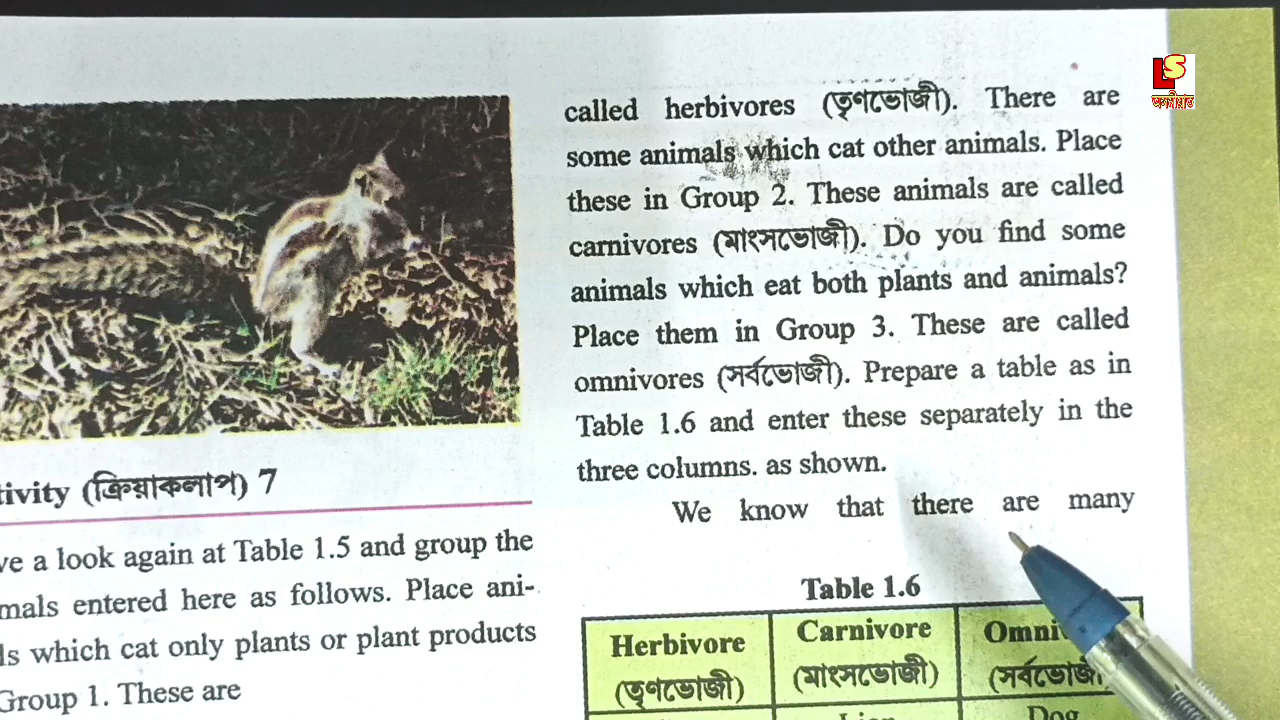 tivity (ক্রিয়াকলাপ) 7
ve a look again at Table 1.5 and group the
mals entered here as follows. Place ani-
ls which cat only plants or plant products
Group 1. These are
called herbivores (তৃণভোজী). There are
some animals which cat other animals. Place
these in Group 2. These animals are called
carnivores (মাংসভোজী). Do you find some
animals which eat both plants and animals?
Place them in Group 3. These are called
omnivores (সর্বভোজী). Prepare a table as in
Table 1.6 and enter these separately in the
three columns. as shown.
We know that there are many
Table 1.6
Herbivore Carnivore Omni
(তৃণভোজী) (মাংসভোজী) (সর্বভোজী
Lion Dog
LS